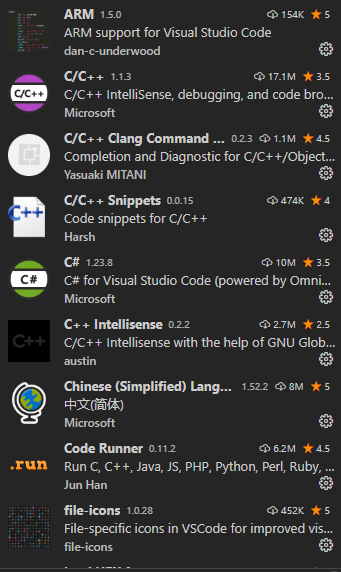 ARM 1.5.0 154K 5
ARM support for Visual Studio Code
dan-c-underwood
C/C++ 1.1.3 17.1M 3.5
C/C++ IntelliSense, debugging, and code bro...
Microsoft
C/C++ Clang Command ... 0.2.3 1.1M 4.5
Completion and Diagnostic for C/C++/Object...
Yasuaki MITANI
C/C++ Snippets 0.0.15 474K 4
Code snippets for C/C++
Harsh
C# 1.23.8 10M 3.5
C# for Visual Studio Code (powered by Omni...
Microsoft
C++ Intellisense 0.2.2 2.7M 2.5
C/C++ Intellisense with the help of GNU Glob...
austin
Chinese (Simplified) Lang... 1.52.2 8M 5
中文(简体)
Microsoft
Code Runner 0.11.2 6.2M 4.5
Run C, C++, Java, JS, PHP, Python, Perl, Ruby, ...
Jun Han
file-icons 1.0.28 452K 5
File-specific icons in VSCode for improved vis...
file-icons